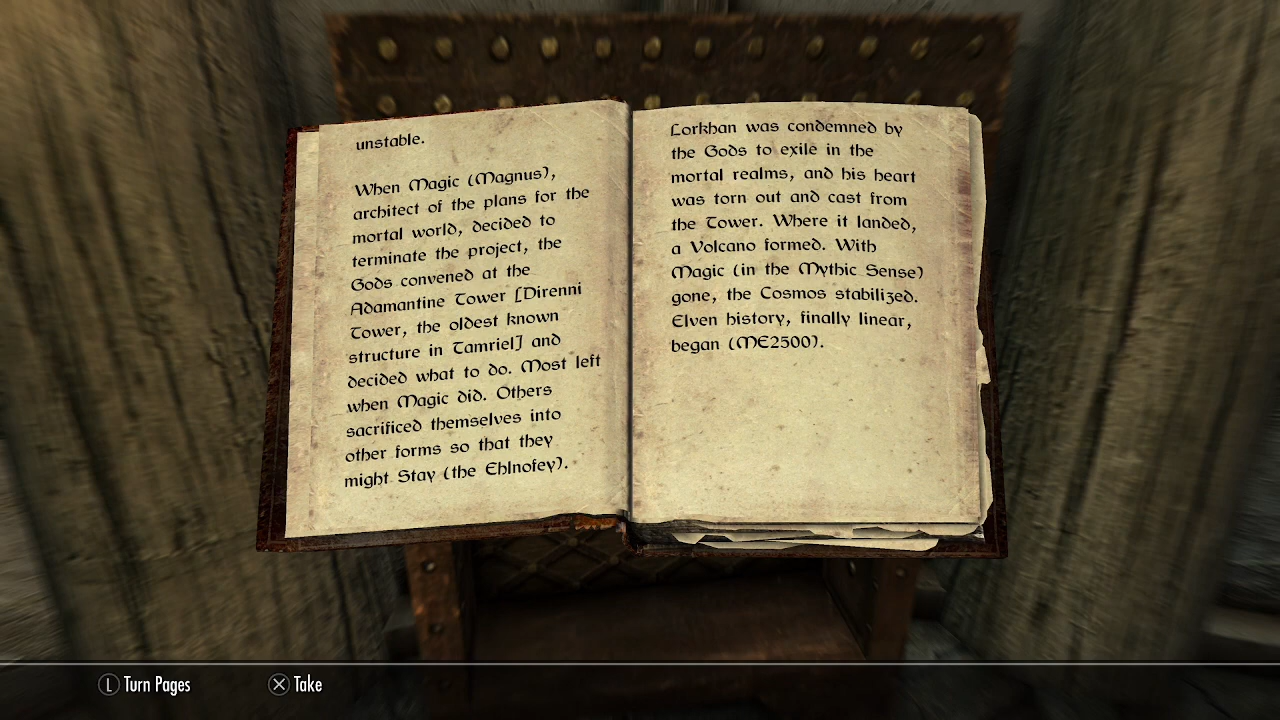 unstable.
When Magic (Magnus),
architect of the plans for the
mortal world, decided to
terminate the project, the
Gods convened at the
Adamantine Tower [Direnni
Tower, the oldest known
structure in Tamriel] and
decided what to do. Most left
when Magic did. Others
sacrificed themselves into
other forms so that they
might Stay (the Ehlnofey).
Lorkhan was condemned by
the Gods to exile in the
mortal realms, and his heart
was torn out and cast from
the Tower. Where it landed,
a Volcano formed. With
Magic (in the Mythic Sense)
gone, the Cosmos stabilized.
Elven history, finally linear,
began (ME2500).
L Turn Pages
X Take